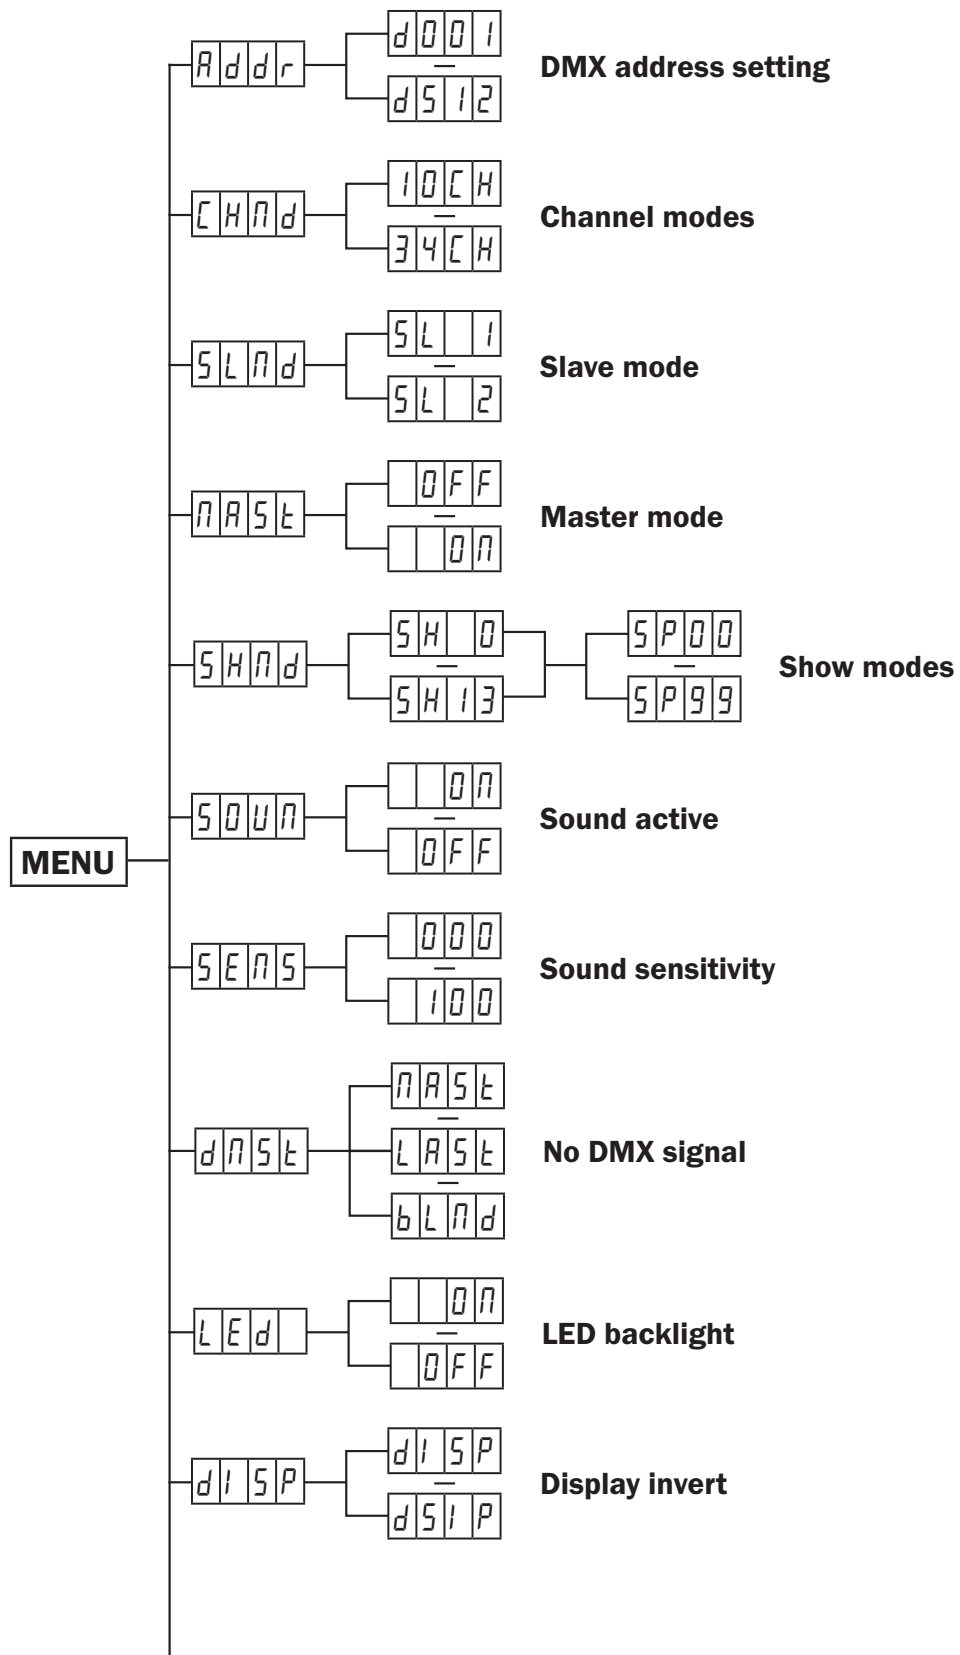 d001
Addr
DMX address setting
d512
10CH
CHMd
Channel modes
34CH
SL 1
SLMd
Slave mode
SL 2
OFF
MASt
Master mode
ON
SH 0
SP00
SHMd
Show modes
SH13
SP99
ON
SOUN
Sound active
OFF
MENU
000
SENS
Sound sensitivity
100
MASt
dMSt
LASt
No DMX signal
bLMd
ON
LEd
LED backlight
OFF
dISP
dISP
Display invert
dSIP